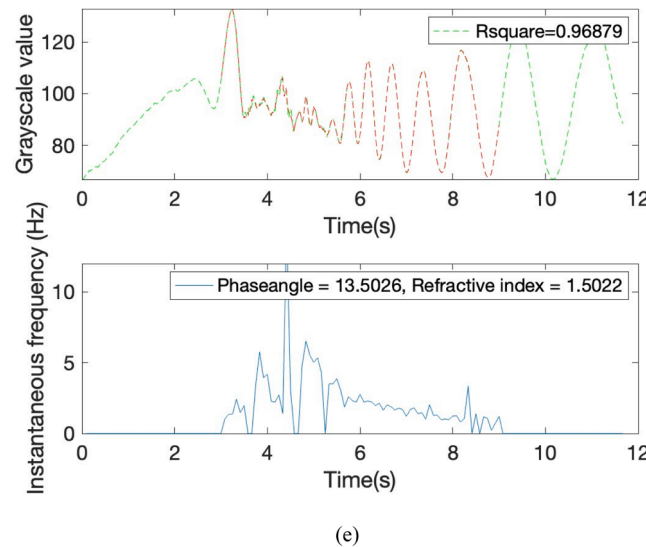 120
100
80
Grayscale value
Rsquare=0.96879
0 2 4 6 8 10 12
Time(s)
10
5
0
Instantaneous frequency (Hz)
Phaseangle = 13.5026, Refractive index = 1.5022
0 2 4 6 8 10 12
Time(s)
(e)